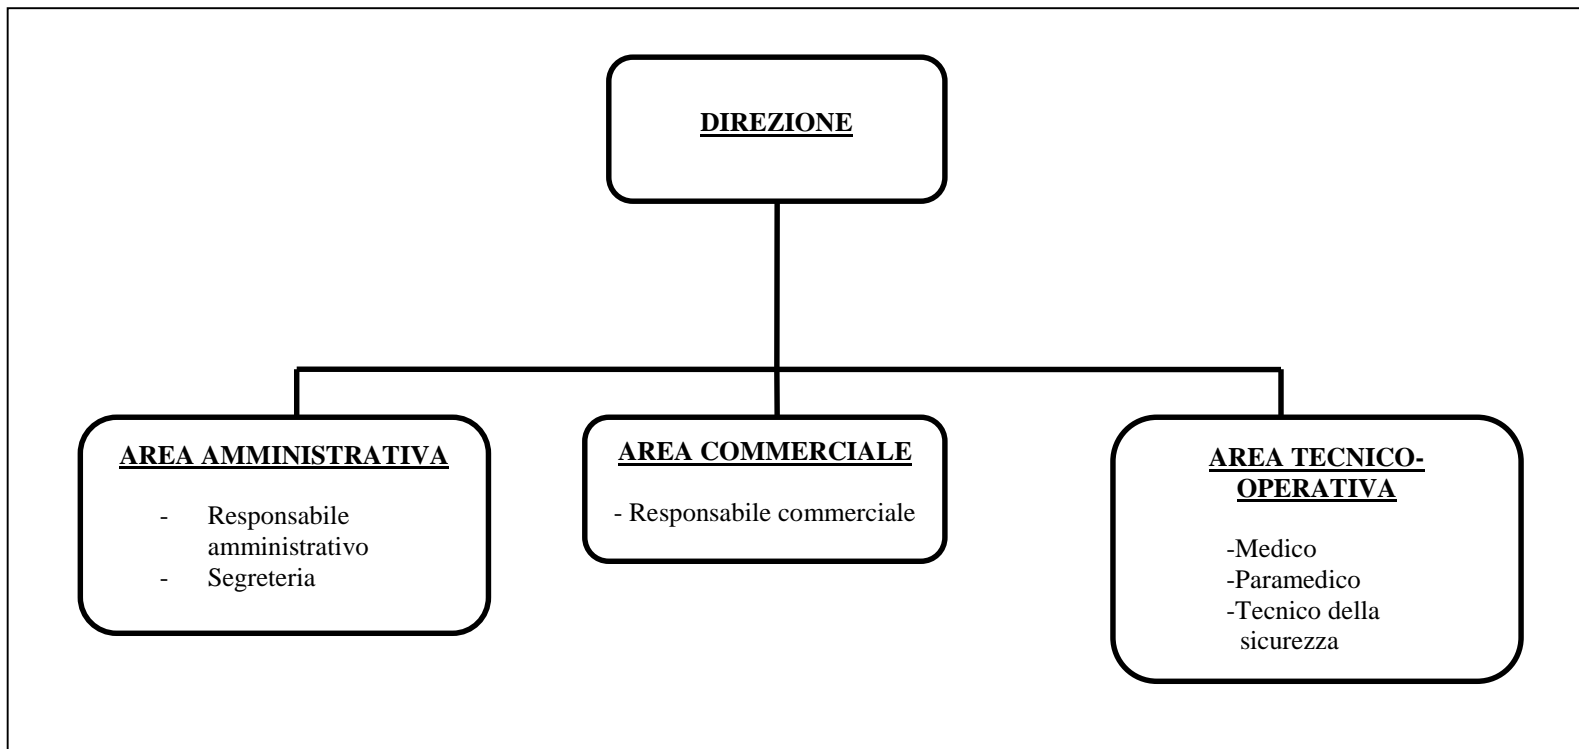 DIREZIONE
AREA AMMINISTRATIVA
- Responsabile
amministrativo
- Segreteria
AREA COMMERCIALE
- Responsabile commerciale
AREA TECNICO-
OPERATIVA
-Medico
-Paramedico
-Tecnico della
sicurezza